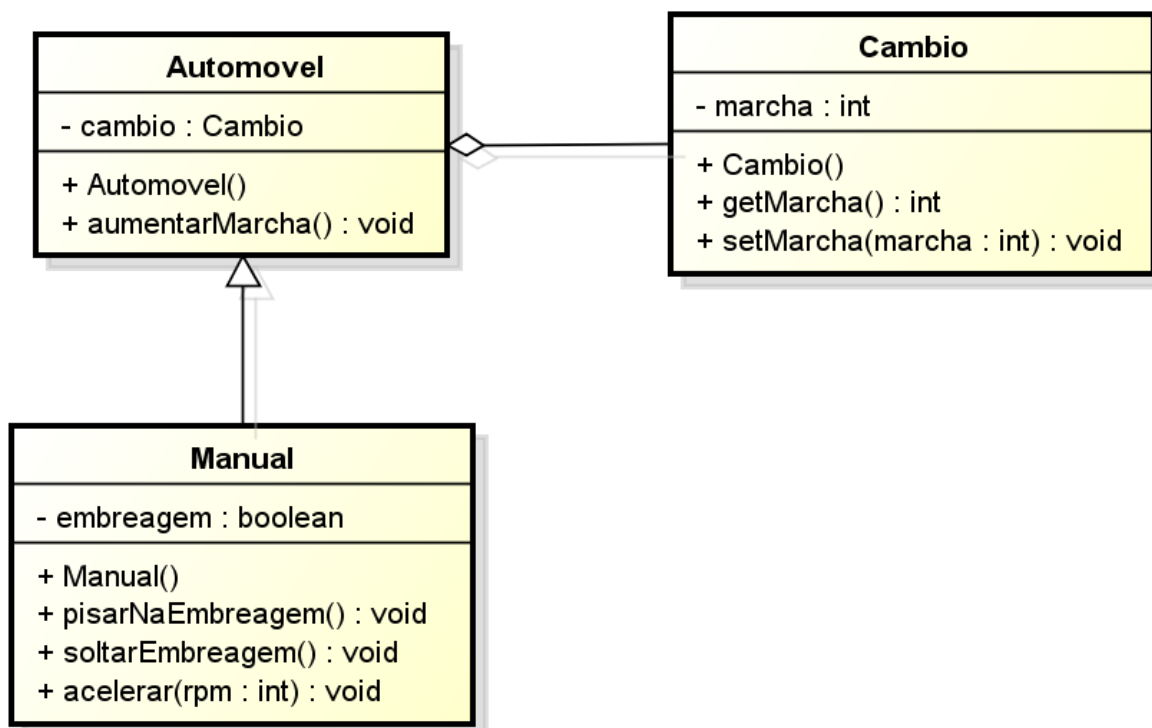 Automovel
- cambio : Cambio
+ Automovel()
+ aumentarMarcha() : void
Cambio
- marcha : int
+ Cambio()
+ getMarcha() : int
+ setMarcha(marcha : int) : void
Manual
- embreagem : boolean
+ Manual()
+ pisarNaEmbreagem() : void
+ soltarEmbreagem() : void
+ acelerar(rpm : int) : void